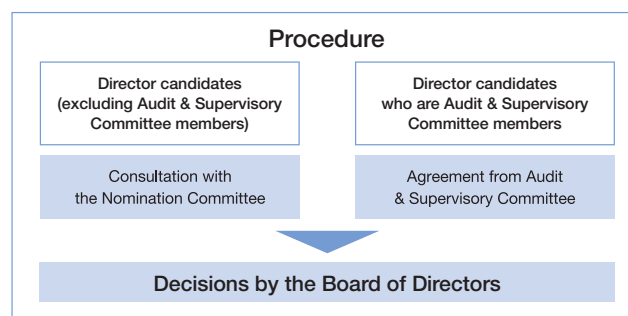 Procedure
Director candidates
(excluding Audit & Supervisory
Committee members)
Consultation with
the Nomination Committee
Director candidates
who are Audit & Supervisory
Committee members
Agreement from Audit
& Supervisory Committee
Decisions by the Board of Directors